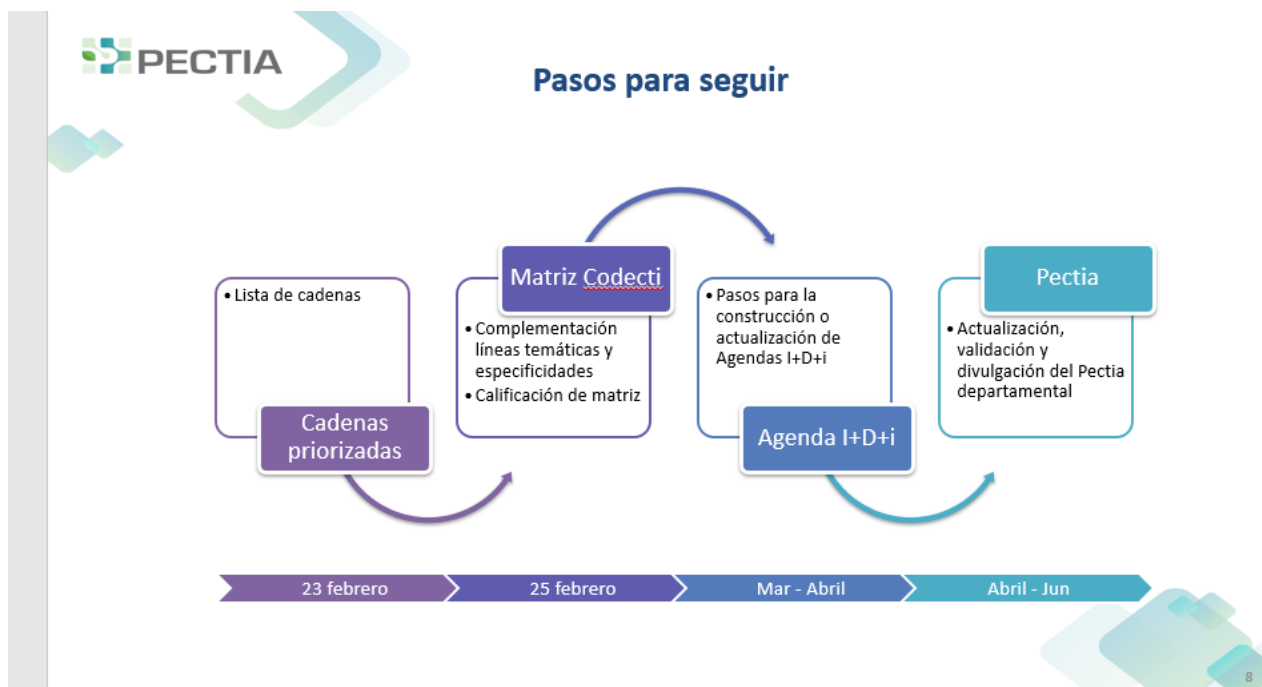 PECTIA
Pasos para seguir
• Lista de cadenas
Cadenas
priorizadas
Matriz Codecti
• Complementación
líneas temáticas y
especificidades
• Calificación de matriz
• Pasos para la
construcción o
actualización de
Agendas I+D+i
Agenda I+D+i
Pectia
• Actualización,
validación y
divulgación del Pectia
departamental
23 febrero
25 febrero
Mar - Abril
Abril - Jun
8